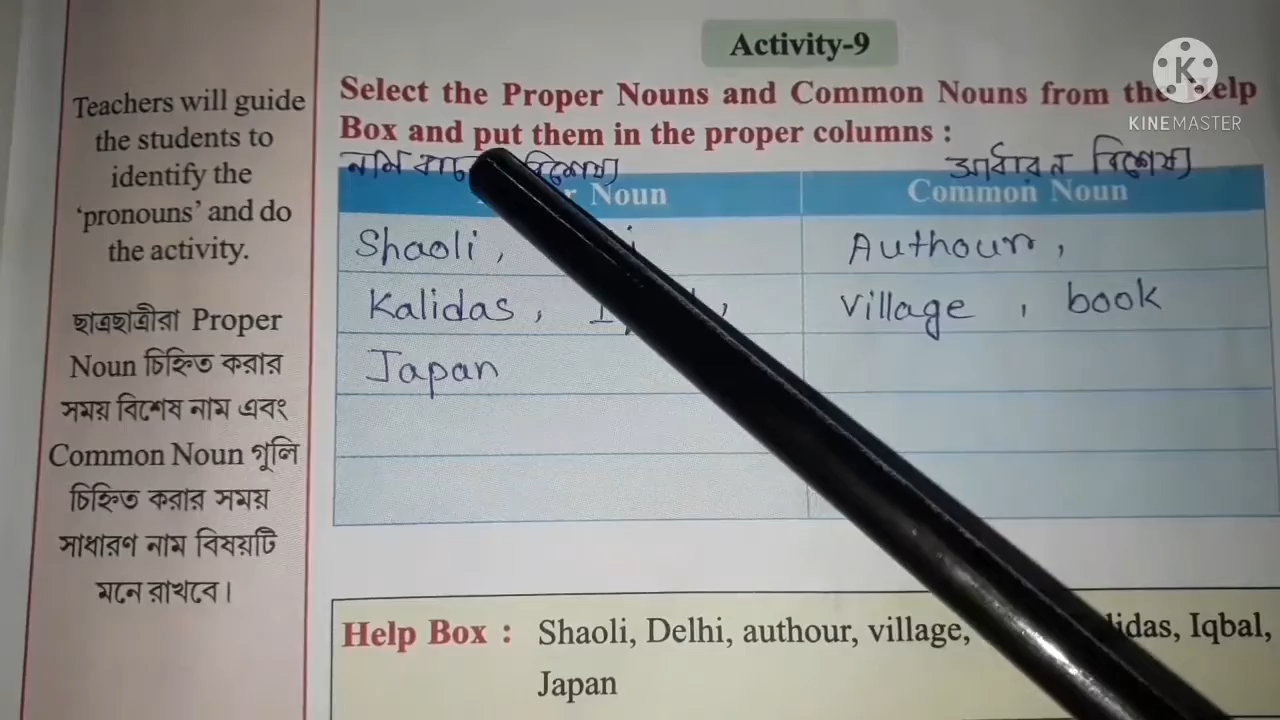 Activity-9
Select the Proper Nouns and Common Nouns from the Help
Box and put them in the proper columns :
Teachers will guide
the students to
identify the
‘pronouns’ and do
the activity.
ছাত্রছাত্রীরা Proper
Noun চিহ্নিত করার
সময় বিশেষ নাম এবং
Common Noun গুলি
চিহ্নিত করার সময়
সাধারণ নাম বিষয়টি
মনে রাখবে।
নাম বিশেষ্য
Noun
Shaoli,
Kalidas,
Japan
সাধারন বিশেষ্য
Common Noun
Authour,
village, book
Help Box : Shaoli, Delhi, authour, village, Iqbal,
Japan
KINEMASTER